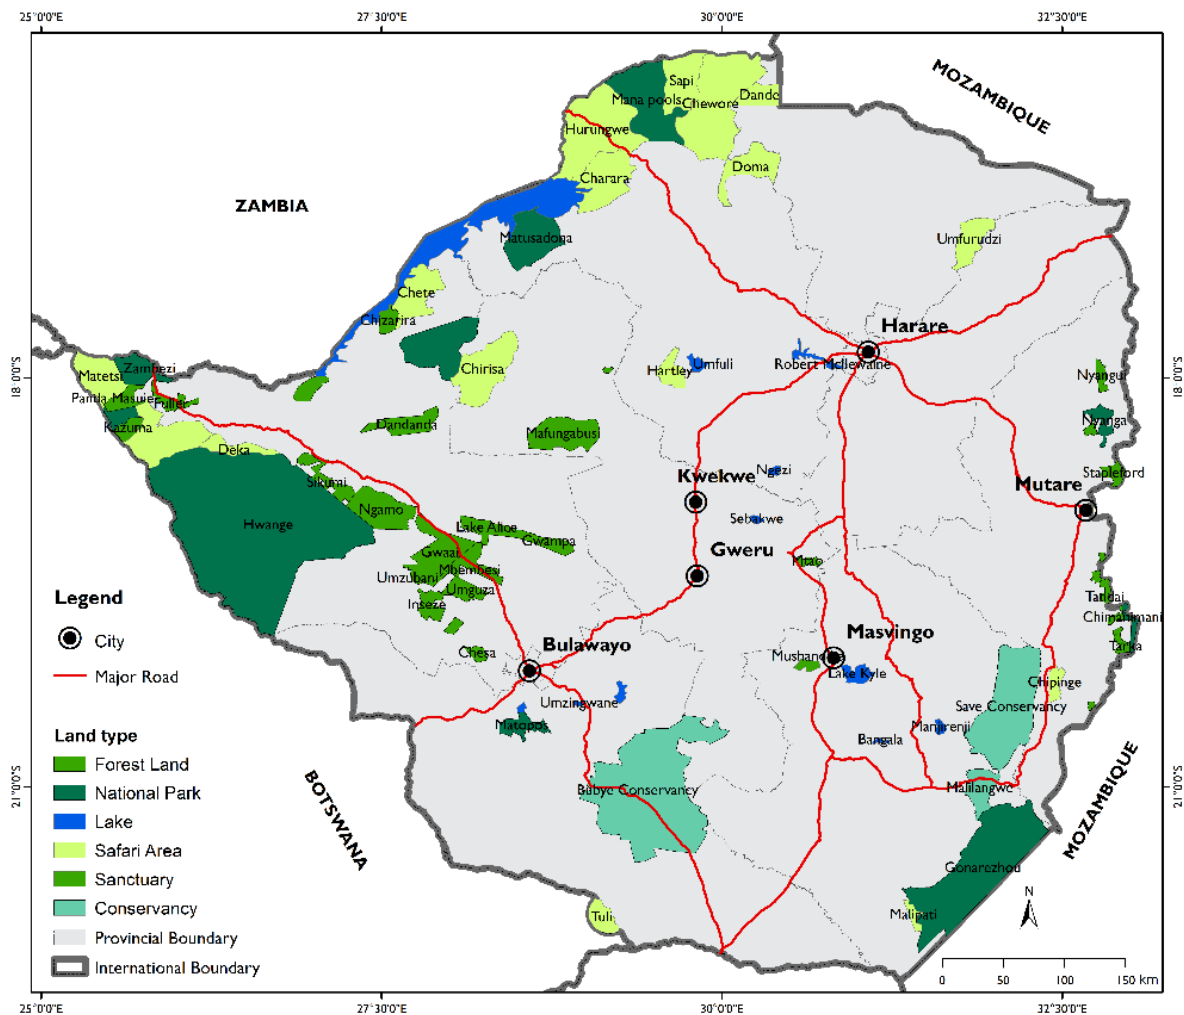 25°0'0"E
27°30'0"E
30°0'0"E
32°30'0"E
MOZAMBIQUE
Sapi
Mana pools
Chewore
Dande
Hurungwe
Doma
Charara
ZAMBIA
Matusadona
Umfurudzi
Chete
Chizarira
Harare
Zambezi
Matetsi
Chirisa
Hartley
Umfuli
Robert Mcllewaine
Nyangui
18°0'0"S
18°0'0"S
Panda Masuier
Fuller
Kazuma
Dandanda
Mafungabusi
Nyanga
Deka
Sikumi
Kwekwe
Ngezi
Stapleford
Mutare
Ngamo
Hwange
Lake Alice
Gwampa
Sebakwe
Gweru
Gwaai
Mbembesi
Umzubani
Umguza
Inseze
Mtao
Tandai
Chimanimani
Tarka
Legend
City
Major Road
Bulawayo
Masvingo
Chesa
Lake Kyle
Chipinge
Umzingwane
Save Conservancy
Matopos
Manjirenji
Bangala
Land type
Forest Land
National Park
Lake
Safari Area
Sanctuary
Conservancy
Provincial Boundary
International Boundary
BOTSWANA
Bubye Conservancy
Malilangwe
21°0'0"S
21°0'0"S
MOZAMBIQUE
Gonarezhou
Malipati
Tuli
N
0
50
100
150 km
25°0'0"E
27°30'0"E
30°0'0"E
32°30'0"E